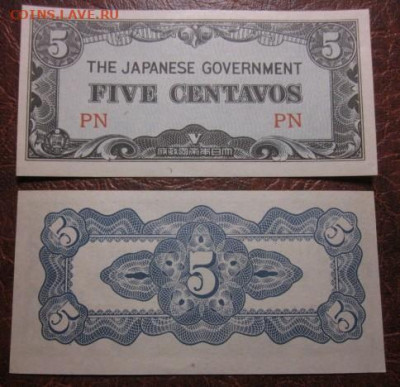 COINS.LAVE.RU
5 5
THE JAPANESE GOVERNMENT
FIVE CENTAVOS
PN PN
V
5 5
5
5 5